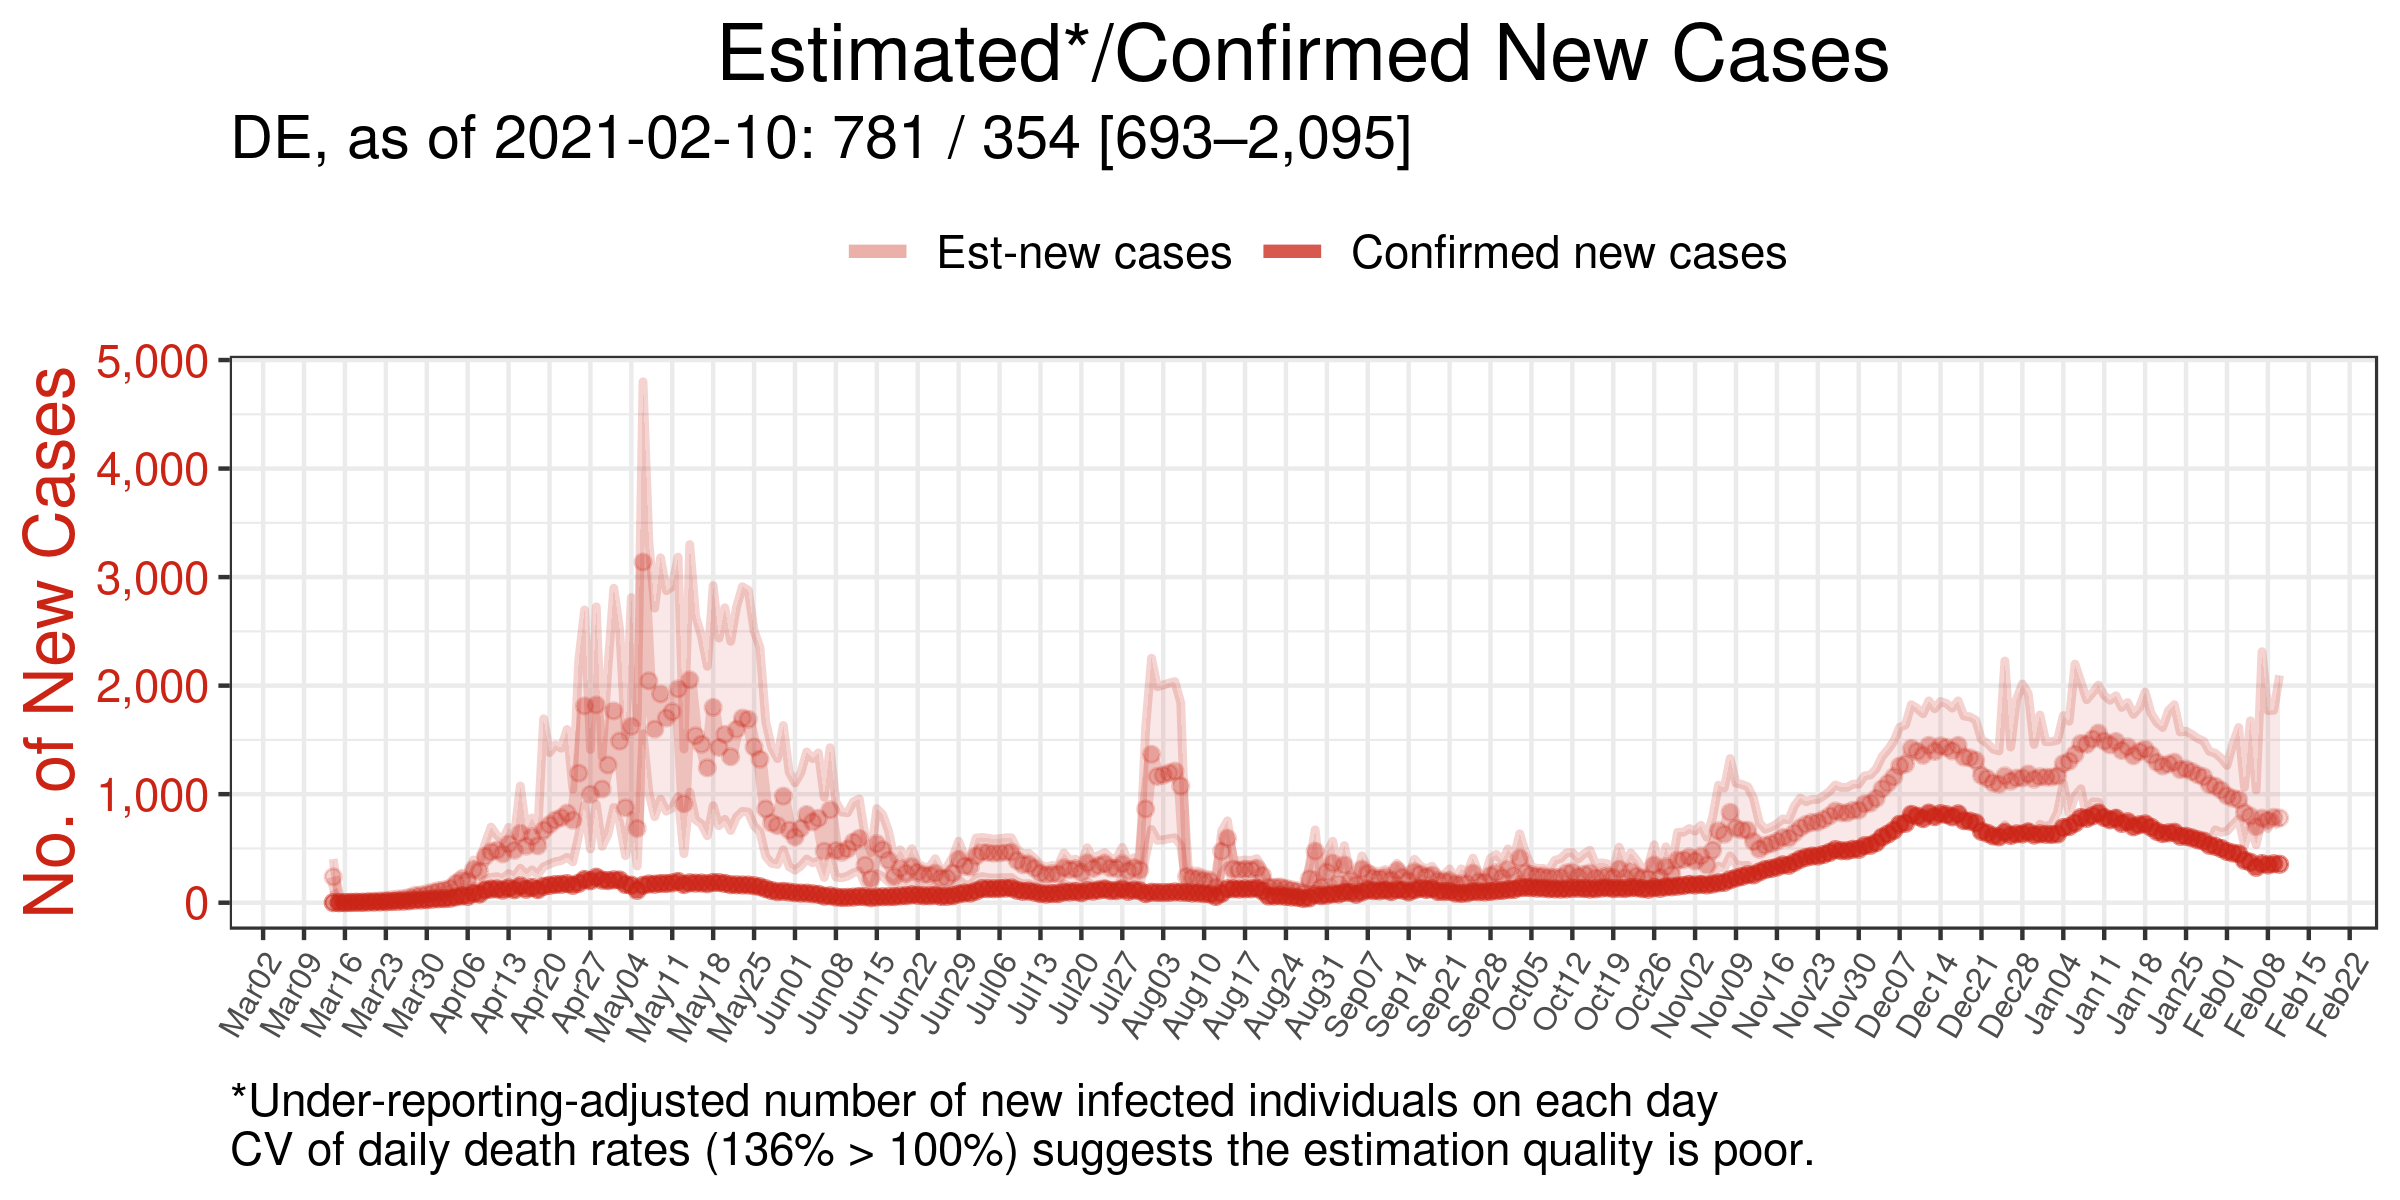 Estimated*/Confirmed New Cases
DE, as of 2021-02-10: 781 / 354 [693–2,095]
Est-new cases
Confirmed new cases
No. of New Cases
5,000
4,000
3,000
2,000
1,000
0
Mar02
Mar09
Mar16
Mar23
Mar30
Apr06
Apr13
Apr20
Apr27
May04
May11
May18
May25
Jun01
Jun08
Jun15
Jun22
Jun29
Jul06
Jul13
Jul20
Jul27
Aug03
Aug10
Aug17
Aug24
Aug31
Sep07
Sep14
Sep21
Sep28
Oct05
Oct12
Oct19
Oct26
Nov02
Nov09
Nov16
Nov23
Nov30
Dec07
Dec14
Dec21
Dec28
Jan04
Jan11
Jan18
Jan25
Feb01
Feb08
Feb15
Feb22
*Under-reporting-adjusted number of new infected individuals on each day
CV of daily death rates (136% > 100%) suggests the estimation quality is poor.